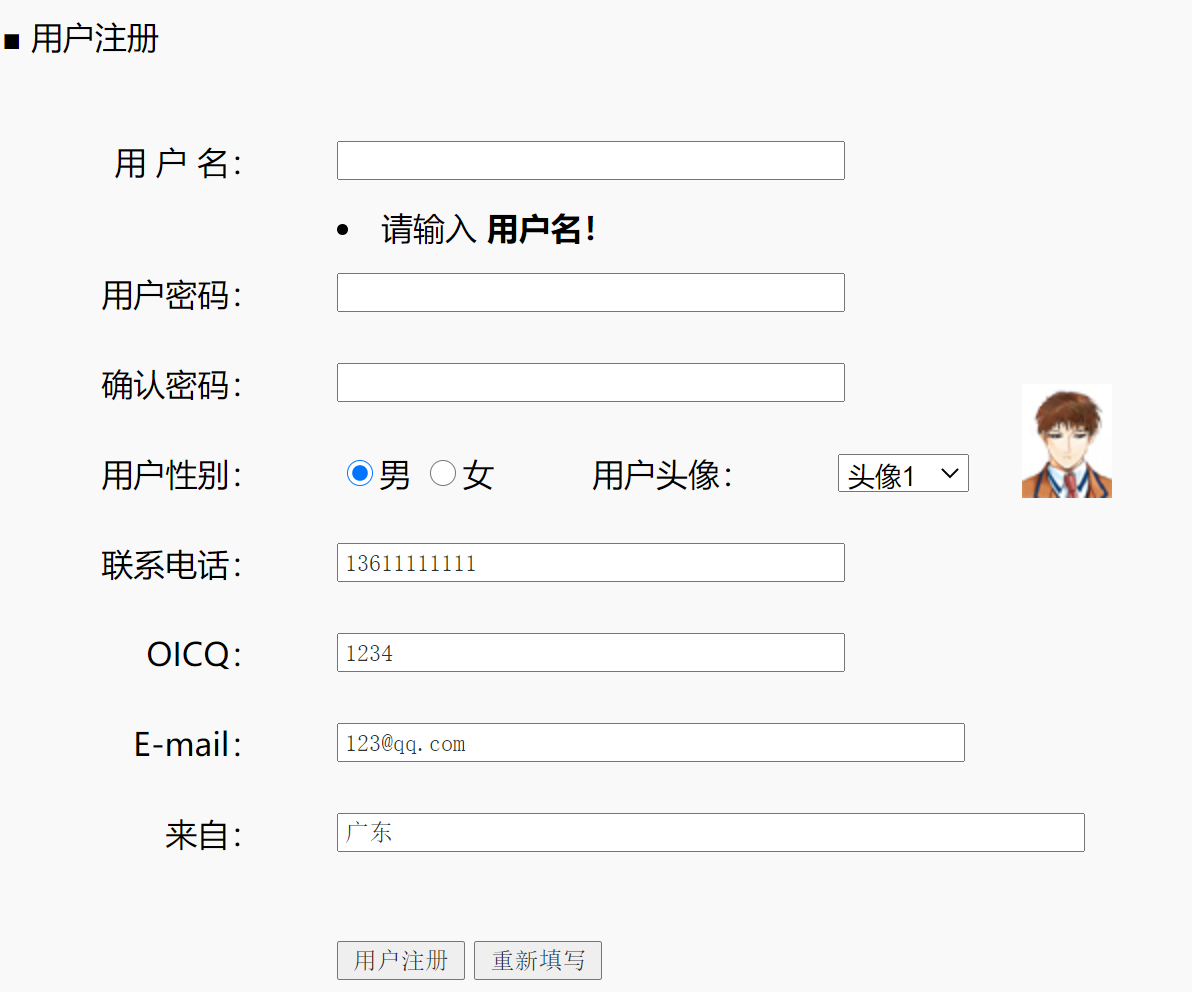 ■ 用户注册
用 户 名：
• 请输入 用户名！
用户密码：
确认密码：
用户性别： 男 女 用户头像： 头像1
联系电话： 13611111111
OICQ： 1234
E-mail： 123@qq.com
来自： 广东
用户注册 重新填写